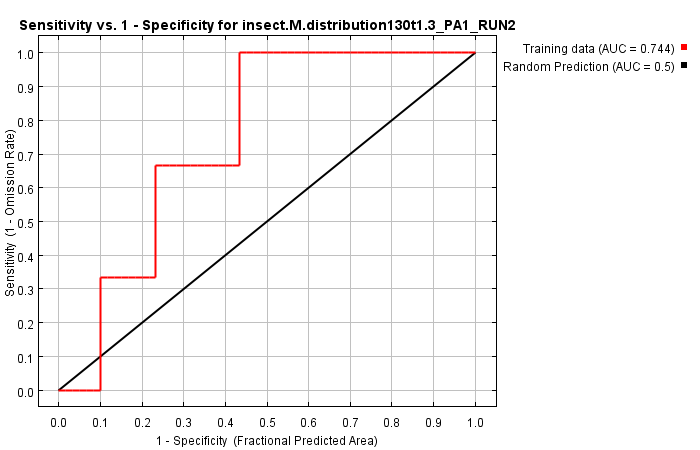 Sensitivity vs. 1 - Specificity for insect.M.distribution130t1.3_PA1_RUN2
Training data (AUC = 0.744)
Random Prediction (AUC = 0.5)
Sensitivity (1 - Omission Rate)
1.0
0.9
0.8
0.7
0.6
0.5
0.4
0.3
0.2
0.1
0.0
0.0 0.1 0.2 0.3 0.4 0.5 0.6 0.7 0.8 0.9 1.0
1 - Specificity (Fractional Predicted Area)